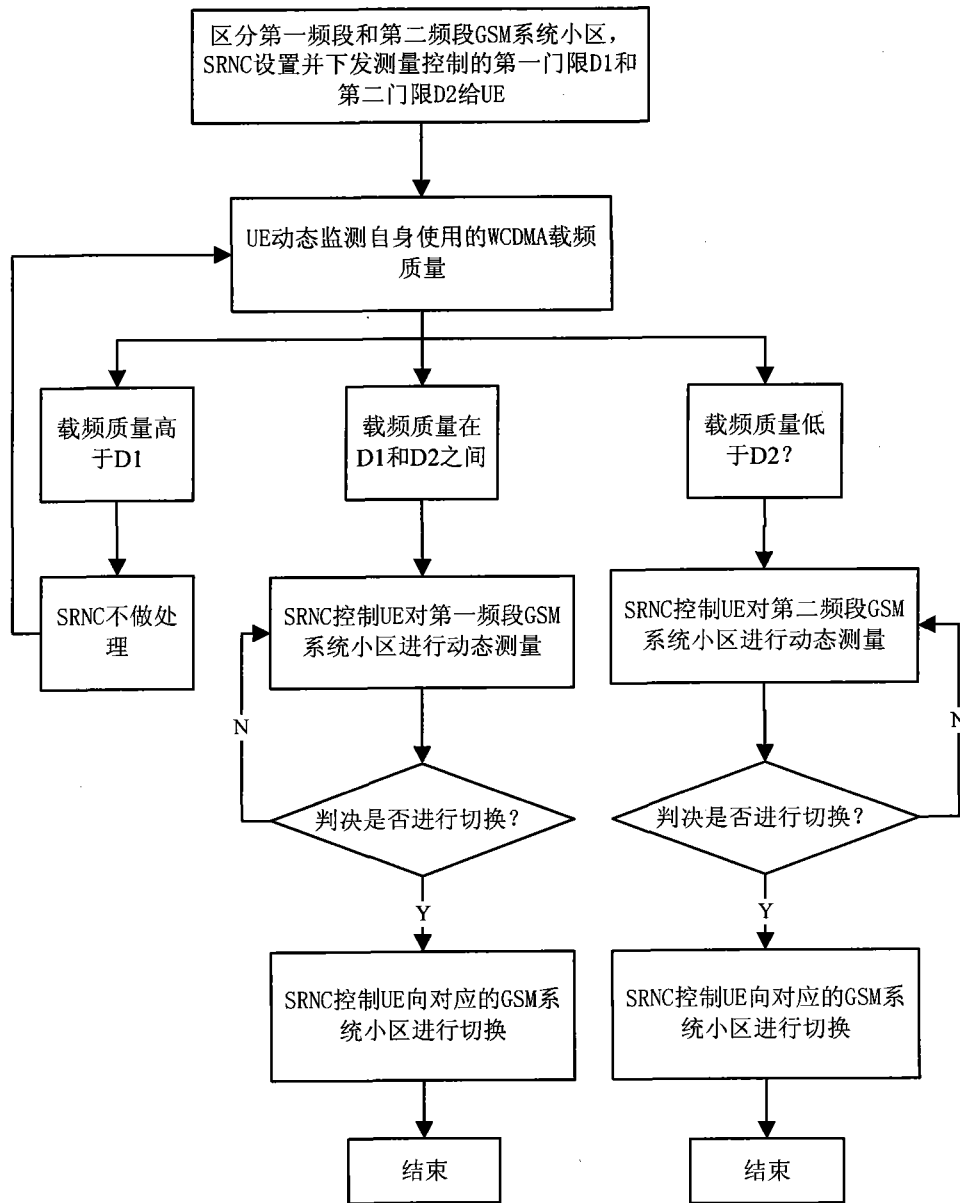 区分第一频段和第二频段GSM系统小区，
SRNC设置并下发测量控制的第一门限D1和
第二门限D2给UE
UE动态监测自身使用的WCDMA载频
质量
载频质量高
于D1
载频质量在
D1和D2之间
载频质量低
于D2?
SRNC不做处
理
SRNC控制UE对第一频段GSM
系统小区进行动态测量
SRNC控制UE对第二频段GSM
系统小区进行动态测量
N
N
判决是否进行切换?
判决是否进行切换?
Y
Y
SRNC控制UE向对应的GSM系
统小区进行切换
SRNC控制UE向对应的GSM系
统小区进行切换
结束
结束